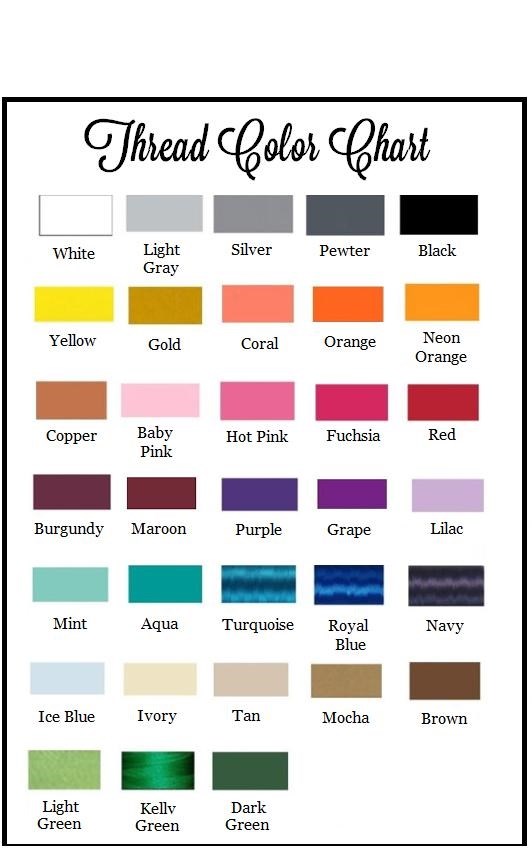 Thread Color Chart
White Light Gray Silver Pewter Black
Yellow Gold Coral Orange Neon Orange
Copper Baby Pink Hot Pink Fuchsia Red
Burgundy Maroon Purple Grape Lilac
Mint Aqua Turquoise Royal Blue Navy
Ice Blue Ivory Tan Mocha Brown
Light Green Kelly Green Dark Green